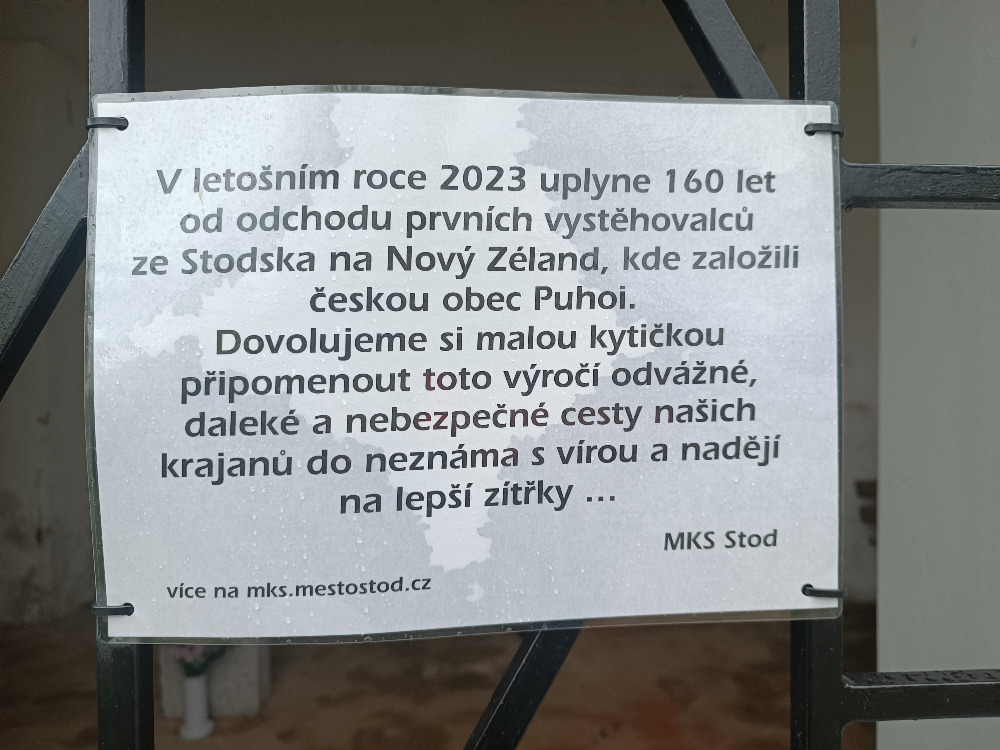 V letošním roce 2023 uplyne 160 let
od odchodu prvních vystěhovalců
ze Stodska na Nový Zéland, kde založili
českou obec Puhoi.
Dovolujeme si malou kytičkou
připomenout toto výročí odvážné,
daleké a nebezpečné cesty našich
krajanů do neznáma s vírou a nadějí
na lepší zítřky ...
MKS Stod
více na mks.mestostod.cz